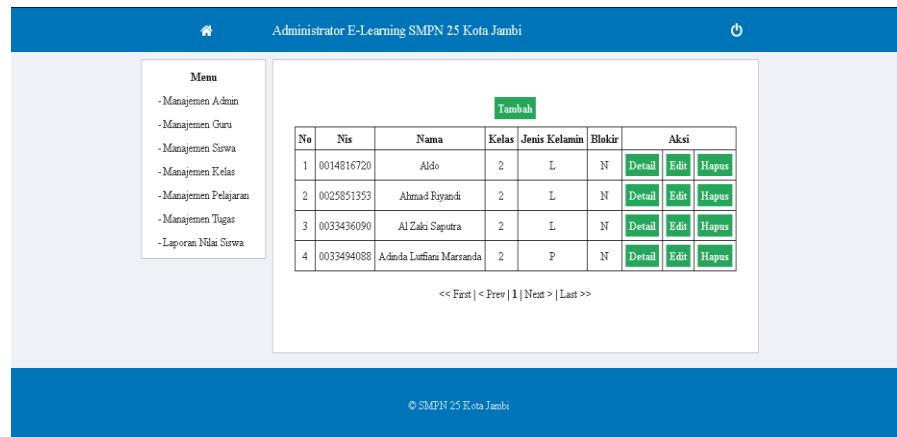 Administrator E-Learning SMPN 25 Kota Jambi
Menu
- Manajemen Admin
- Manajemen Guru
- Manajemen Siswa
- Manajemen Kelas
- Manajemen Pelajaran
- Manajemen Tugas
- Laporan Nilai Siswa
Tambah
No Nis Nama Kelas Jenis Kelamin Blokir Aksi
1 0014816720 Aldo 2 L N Detail Edit Hapus
2 0025851353 Ahmad Riyandi 2 L N Detail Edit Hapus
3 0033436090 Al Zaki Saputra 2 L N Detail Edit Hapus
4 0033494088 Adinda Lutfiani Marsanda 2 P N Detail Edit Hapus
<< First | < Prev | 1 | Next > | Last >>
© SMPN 25 Kota Jambi